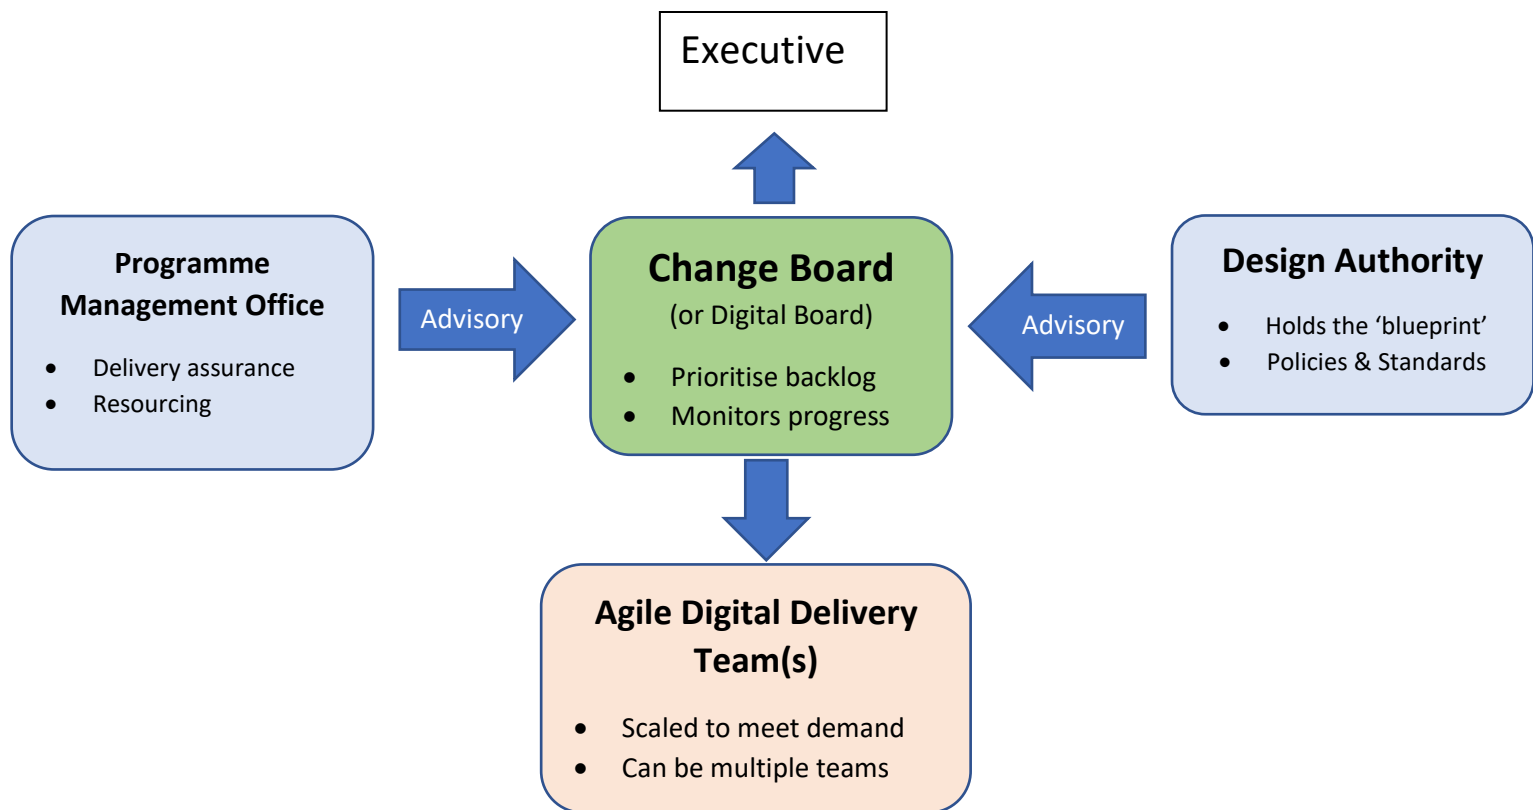 Executive
Programme
Management Office
• Delivery assurance
• Resourcing
Advisory
Change Board
(or Digital Board)
• Prioritise backlog
• Monitors progress
Advisory
Design Authority
• Holds the ‘blueprint’
• Policies & Standards
Agile Digital Delivery
Team(s)
• Scaled to meet demand
• Can be multiple teams